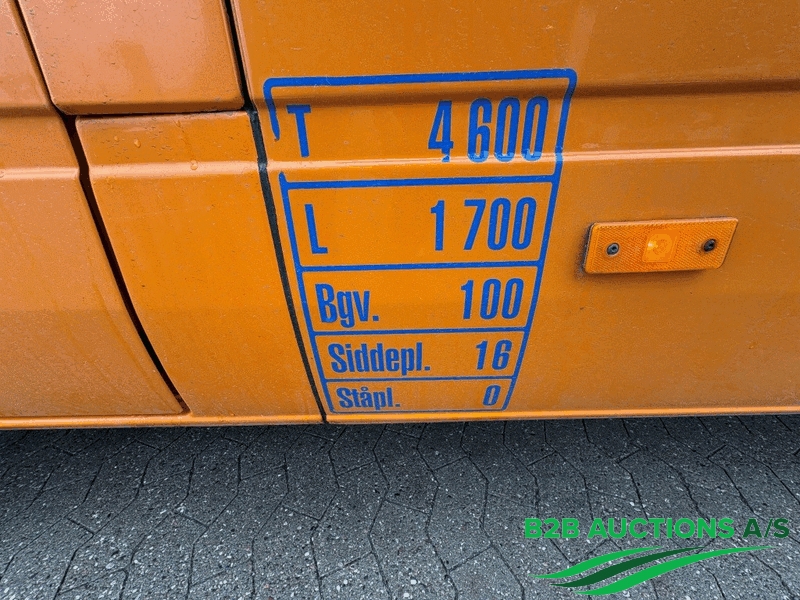 T 4 600
L 1 700
Bgv. 100
Siddepl. 16
Ståpl. 0
B2B AUCTIONS A/S